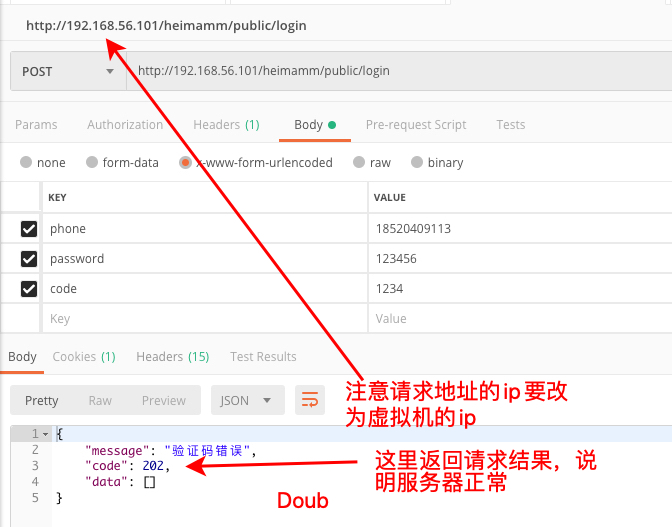 http://192.168.56.101/heimamm/public/login
POST
http://192.168.56.101/heimamm/public/login
Params Authorization Headers (1) Body Pre-request Script Tests
none form-data x-www-form-urlencoded raw binary
KEY VALUE
phone 18520409113
password 123456
code 1234
Key Value
Body Cookies (1) Headers (15) Test Results
Pretty Raw Preview JSON
注意请求地址的ip要改
为虚拟机的ip
1 {
2 "message": "验证码错误",
3 "code": 202,
4 "data": []
5 }
这里返回请求结果，说
明服务器正常
Doub